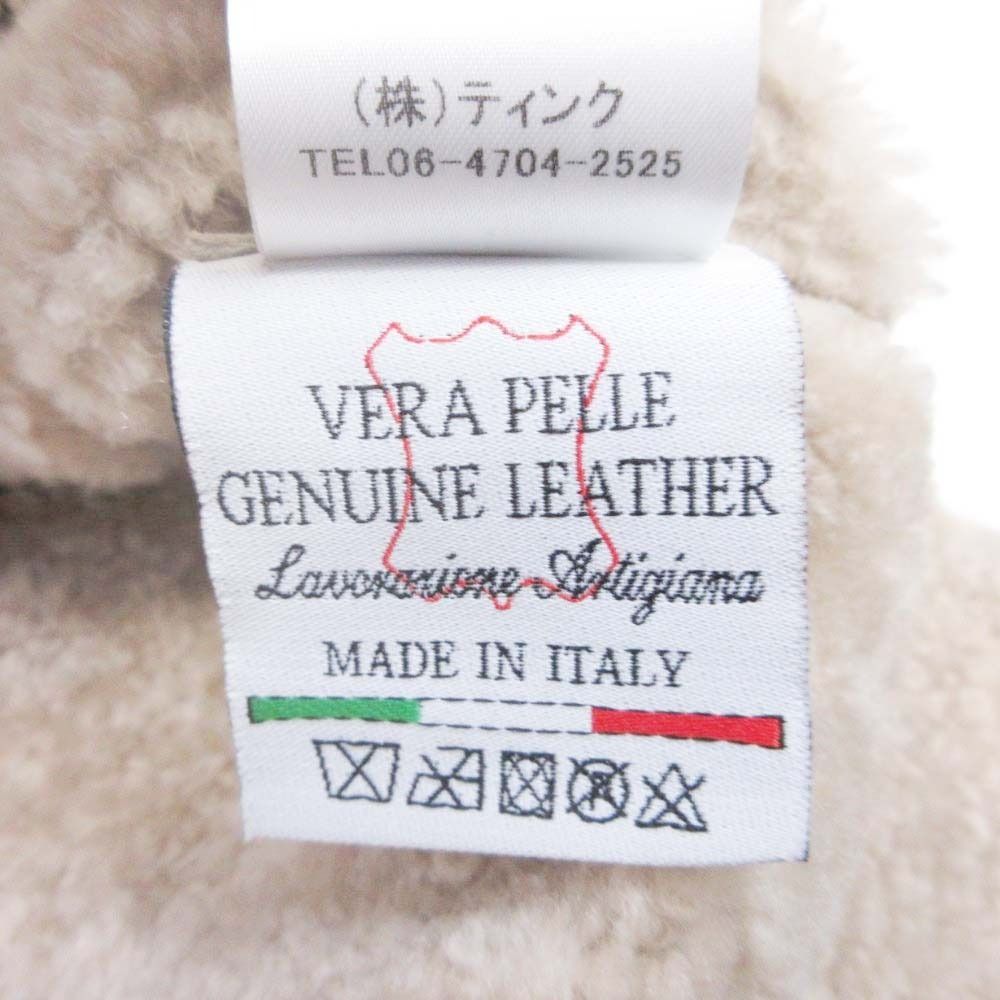 （株）ティンク
TEL06-4704-2525
VERA PELLE
GENUINE LEATHER
Lavorazione Artigiana
MADE IN ITALY